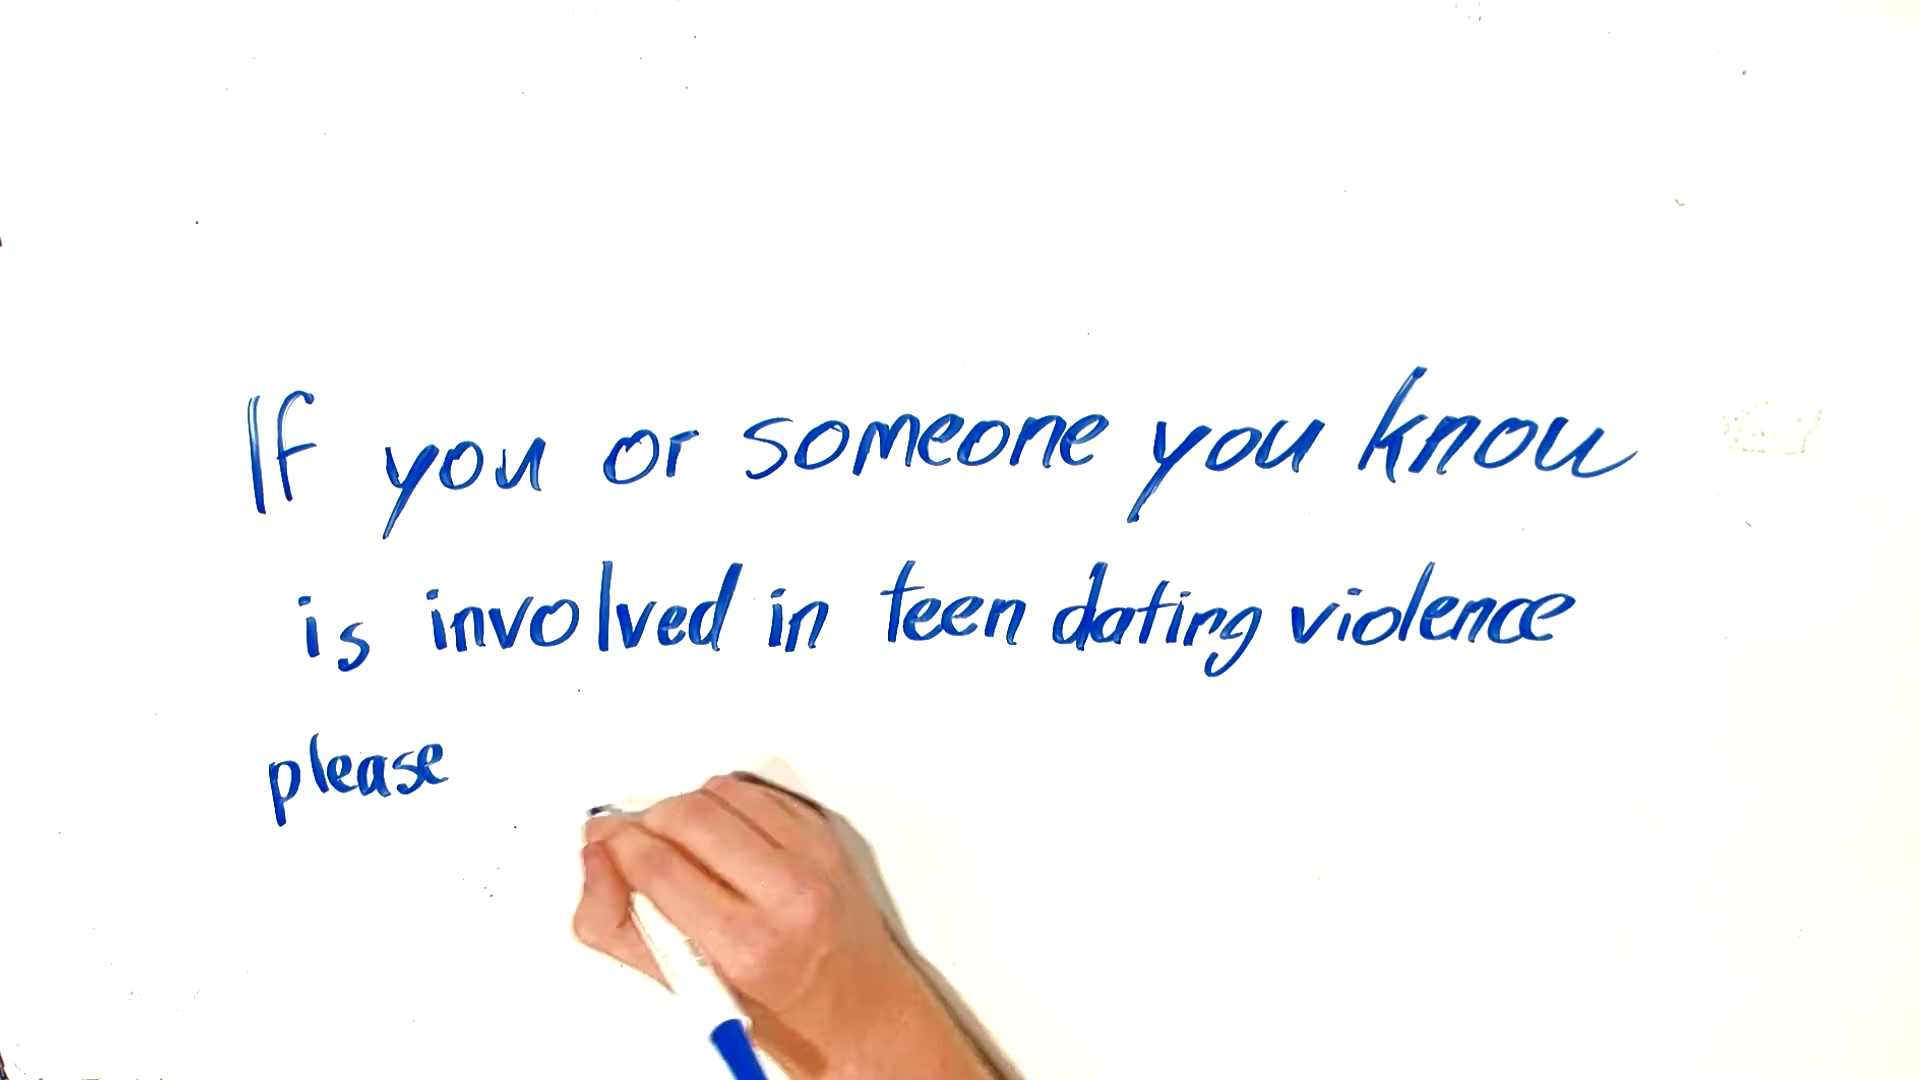 If you or someone you know
is involved in teen dating violence
please